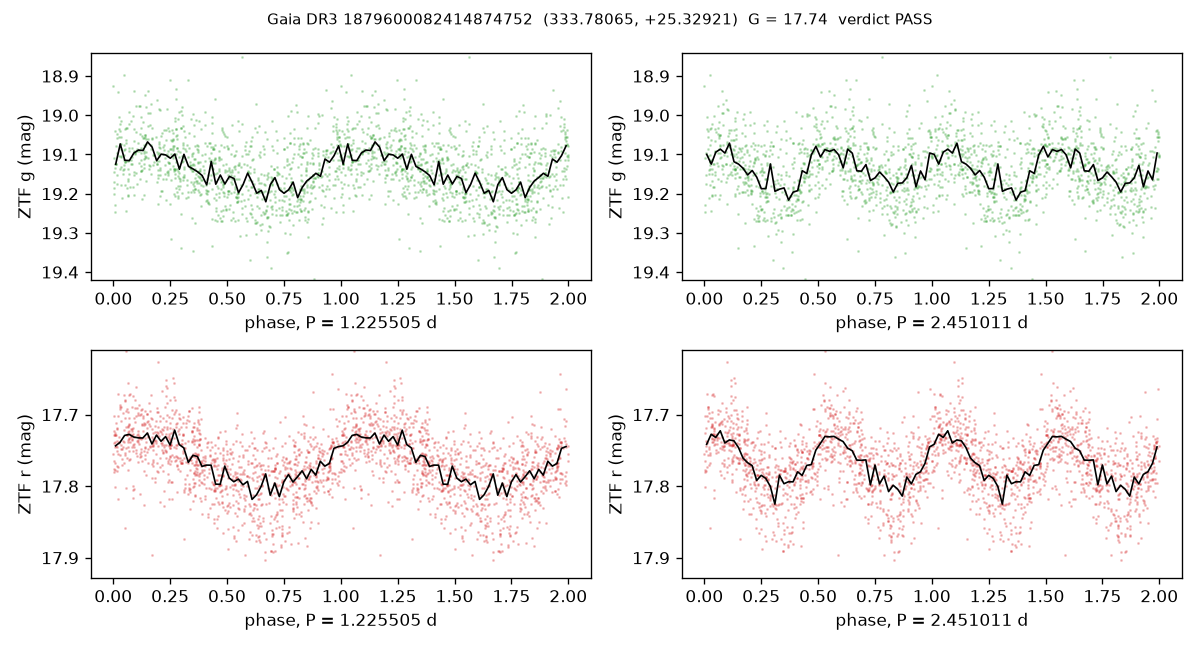 Gaia DR3 1879600082414874752 (333.78065, +25.32921) G = 17.74 verdict PASS
ZTF g (mag)
18.9
19.0
19.1
19.2
19.3
19.4
0.00 0.25 0.50 0.75 1.00 1.25 1.50 1.75 2.00
phase, P = 1.225505 d
ZTF g (mag)
18.9
19.0
19.1
19.2
19.3
19.4
0.00 0.25 0.50 0.75 1.00 1.25 1.50 1.75 2.00
phase, P = 2.451011 d
ZTF r (mag)
17.7
17.8
17.9
0.00 0.25 0.50 0.75 1.00 1.25 1.50 1.75 2.00
phase, P = 1.225505 d
ZTF r (mag)
17.7
17.8
17.9
0.00 0.25 0.50 0.75 1.00 1.25 1.50 1.75 2.00
phase, P = 2.451011 d